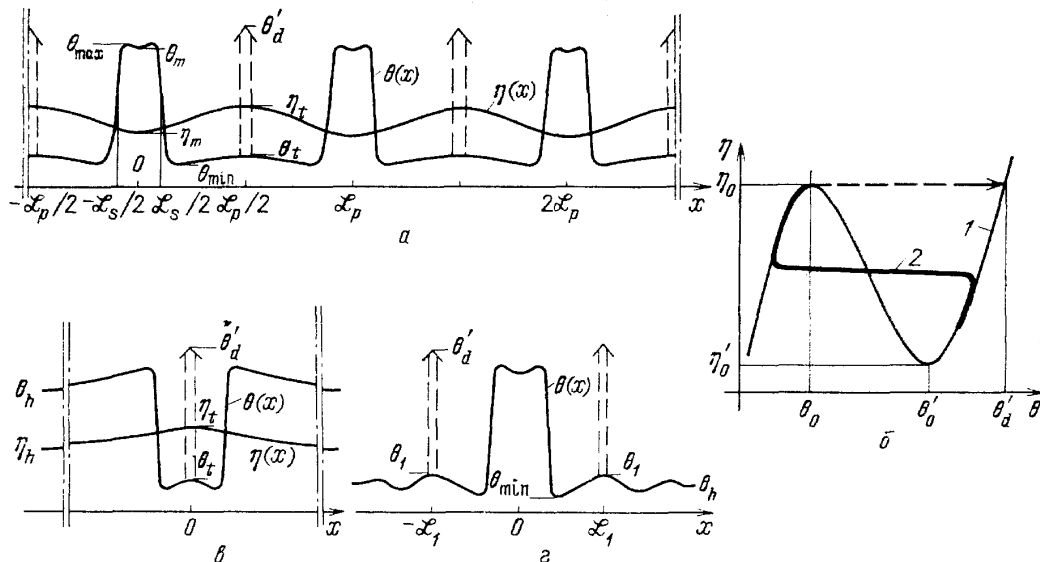 θ'd
θmax
θm
θ(x)
η(x)
ηt
ηm
θt
θmin
0
-ℒp/2 -ℒs/2 ℒs/2 ℒp/2 ℒp 2ℒp x
а
η
η0
1
2
η'0
θ0 θ'0 θ'd θ
б
θ'd
θh
θ(x)
ηt
ηh
θt
η(x)
0 x
в
θ'd
θ(x)
θ1 θ1
θmin
θh
-ℒ1 0 ℒ1 x
г